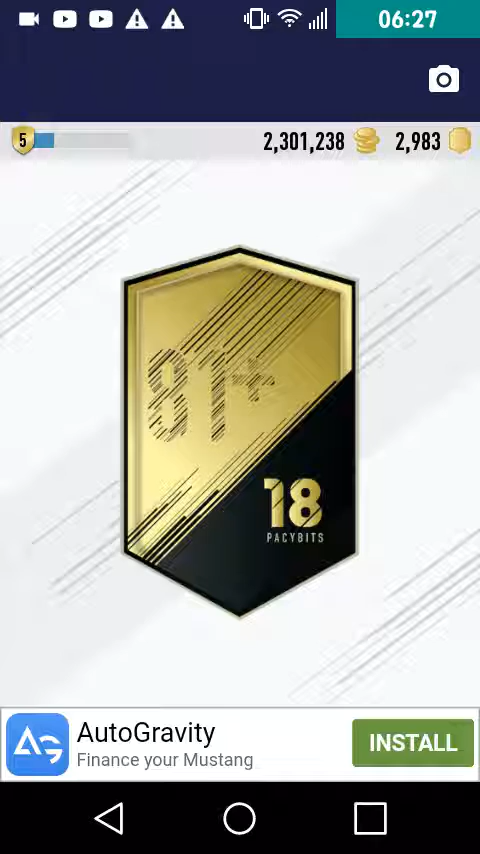 06:27
5
2,301,238
2,983
81+
18
PACYBITS
AutoGravity
Finance your Mustang
INSTALL